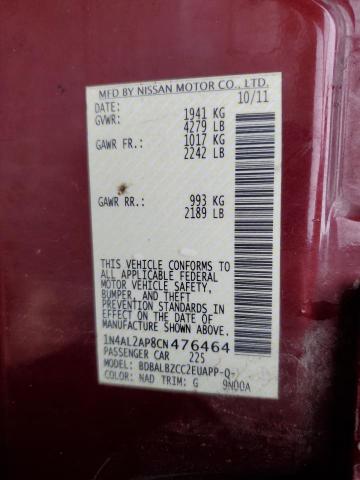 MFD BY NISSAN MOTOR CO., LTD.
DATE: 10/11
GVWR: 1941 KG
4279 LB
GAWR FR.: 1017 KG
2242 LB
GAWR RR.: 993 KG
2189 LB
THIS VEHICLE CONFORMS TO
ALL APPLICABLE FEDERAL
MOTOR VEHICLE SAFETY,
BUMPER, AND THEFT
PREVENTION STANDARDS IN
EFFECT ON THE DATE OF
MANUFACTURE SHOWN ABOVE.
1N4AL2AP8CN476464
PASSENGER CAR 225
MODEL: BDBALBZCC2EUAPP-Q-
COLOR: NAD TRIM: G 9N00A